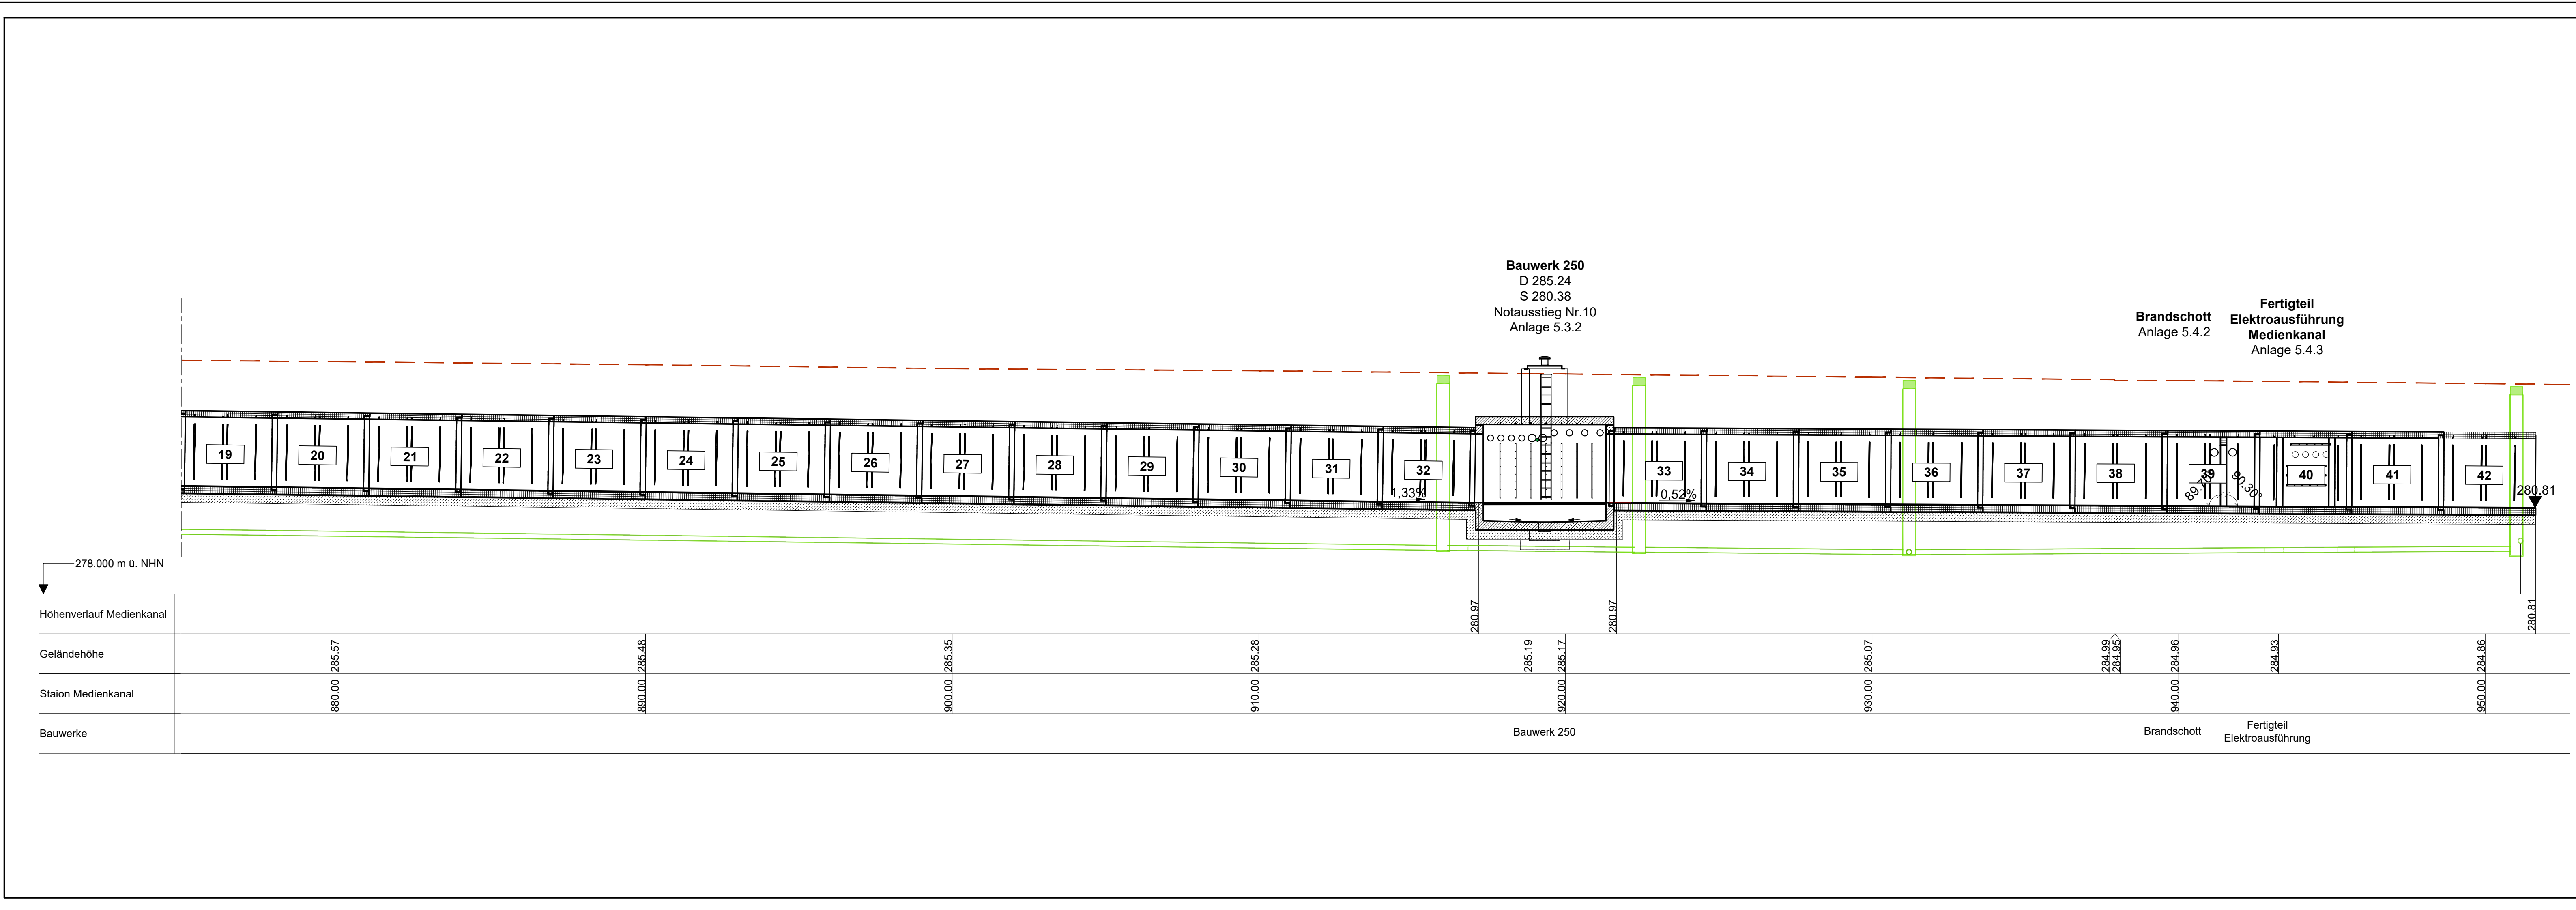 Bauwerk 250
D 285.24
S 280.38
Notausstieg Nr.10
Anlage 5.3.2
Brandschott
Anlage 5.4.2
Fertigteil
Elektroausführung
Medienkanal
Anlage 5.4.3
19
20
21
22
23
24
25
26
27
28
29
30
31
32
33
34
35
36
37
38
39
40
41
42
1,33%
0,52%
89.70°
90.30°
280.81
278.000 m ü. NHN
Höhenverlauf Medienkanal
280.97
280.97
280.81
Geländehöhe
285.57
285.48
285.35
285.28
285.19
285.17
285.07
284.99
284.95
284.96
284.93
284.86
Staion Medienkanal
880.00
890.00
900.00
910.00
920.00
930.00
940.00
950.00
Bauwerke
Bauwerk 250
Brandschott
Fertigteil
Elektroausführung